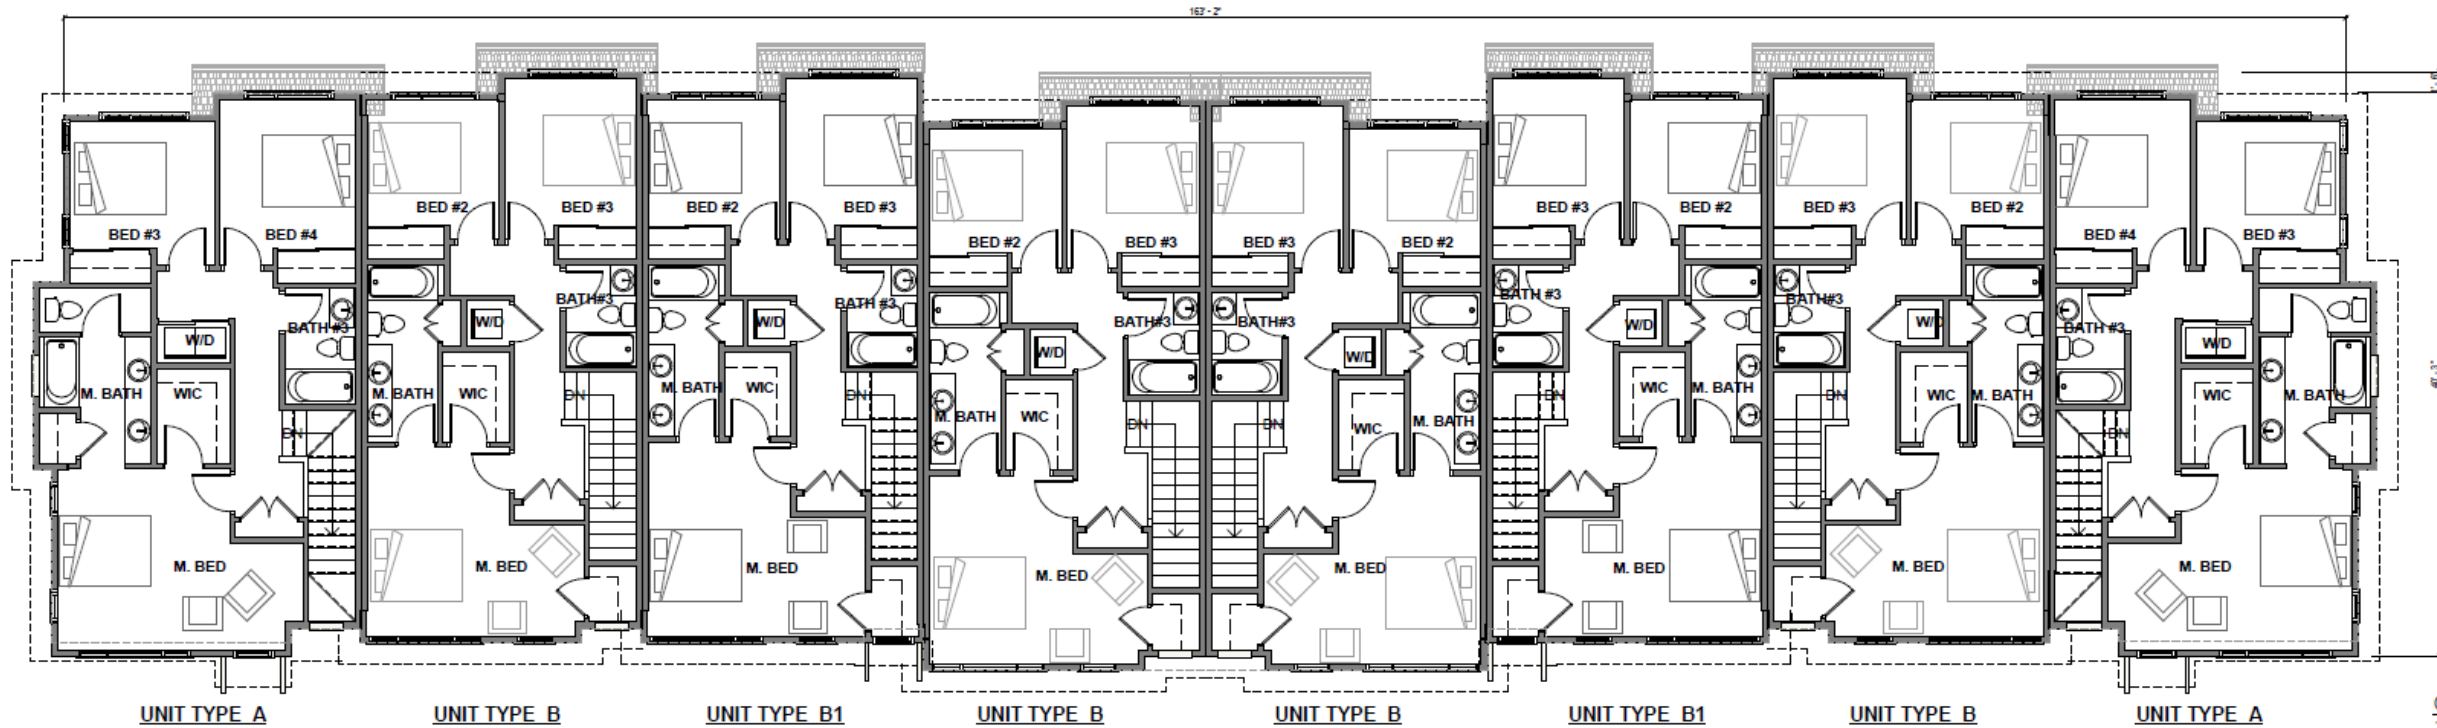 163' - 2"
BED #2 BED #3 BED #2 BED #3 BED #3 BED #2 BED #3 BED #2
BED #3 BED #4 BED #2 BED #3 BED #3 BED #2 BED #4 BED #3
BATH#3 BATH#3 BATH#3 BATH#3 BATH#3 BATH#3
BATH #3 W/D W/D W/D W/D W/D W/D W/D BATH #3 W/D
M. BATH WIC M. BATH WIC DN M. BATH WIC DN DN WIC M. BATH DN WIC M. BATH WIC M. BATH
M. BATH WIC DN DN WIC M. BATH
DN DN
M. BED M. BED M. BED M. BED M. BED M. BED M. BED M. BED
UNIT TYPE A UNIT TYPE B UNIT TYPE B1 UNIT TYPE B UNIT TYPE B UNIT TYPE B1 UNIT TYPE B UNIT TYPE A